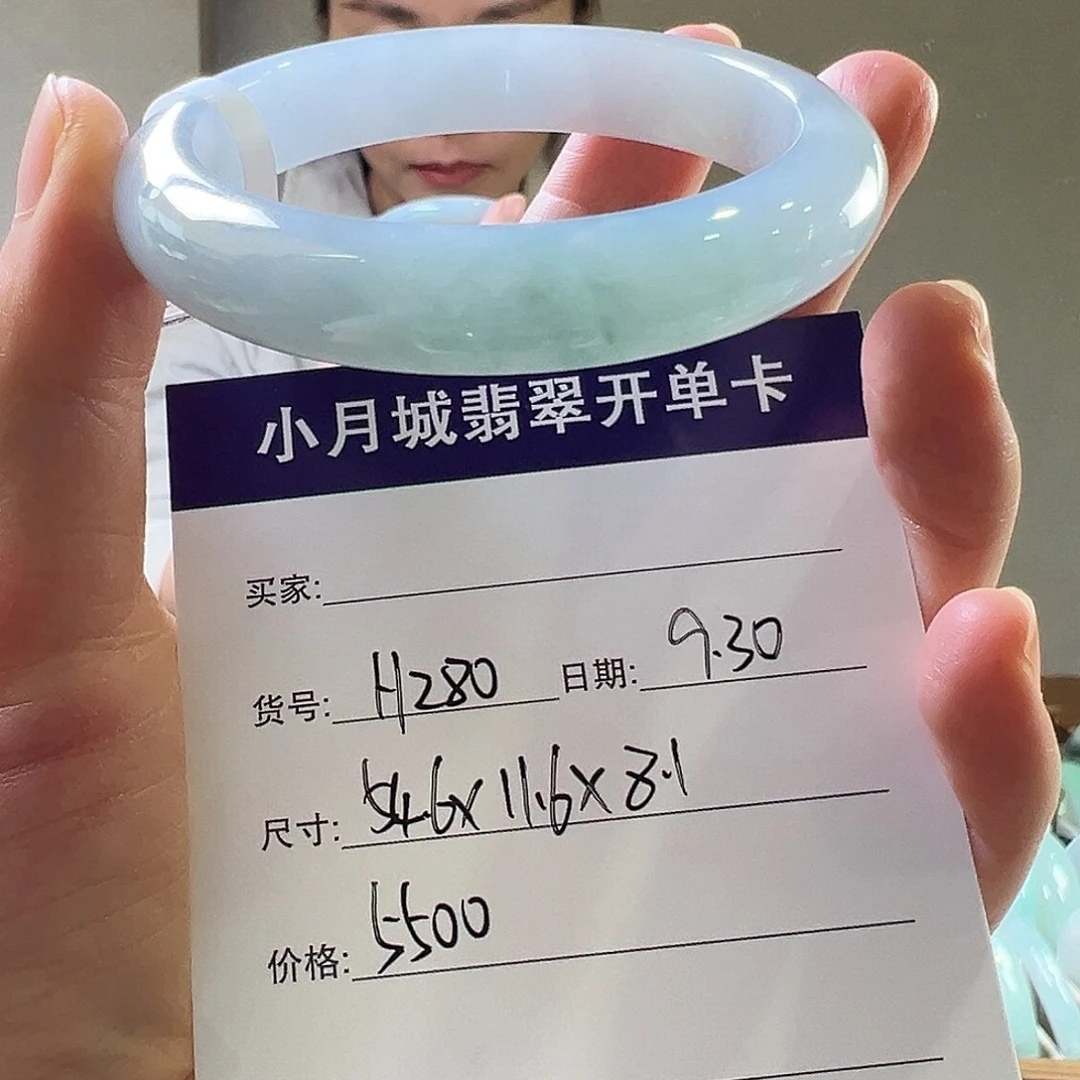 小月城翡翠开单卡
买家:
货号: H280 日期: 9.30
尺寸: 54.6x11.6x8.1
价格: 5500